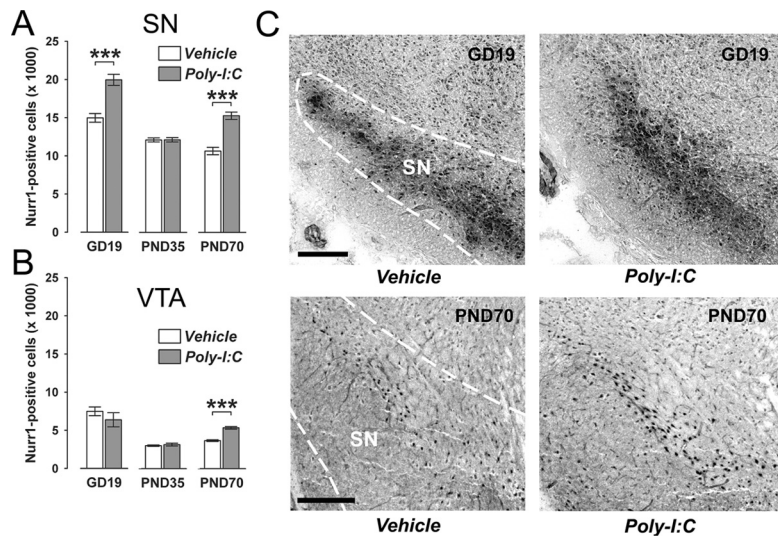 A
SN
Nurr1-positive cells (x 1000)
25
20
15
10
5
0
***
***
Vehicle
Poly-I:C
GD19
PND35
PND70
B
VTA
Nurr1-positive cells (x 1000)
25
20
15
10
5
0
Vehicle
Poly-I:C
***
GD19
PND35
PND70
C
GD19
SN
Vehicle
GD19
Poly-I:C
PND70
SN
Vehicle
PND70
Poly-I:C